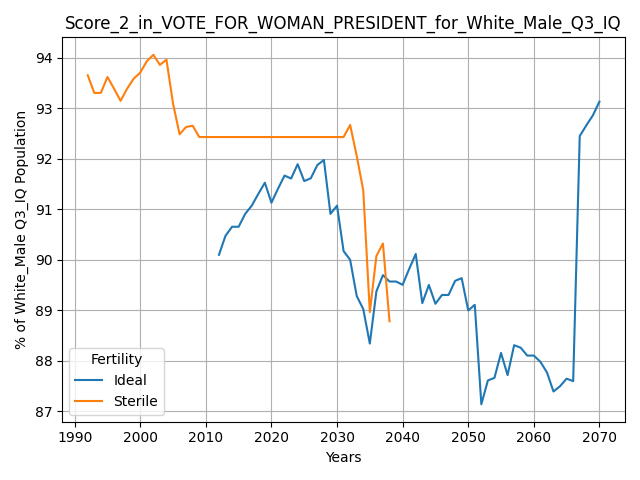 Score_2_in_VOTE_FOR_WOMAN_PRESIDENT_for_White_Male_Q3_IQ
% of White_Male Q3_IQ Population
94
93
92
91
90
89
88
87
Fertility
Ideal
Sterile
1990 2000 2010 2020 2030 2040 2050 2060 2070
Years